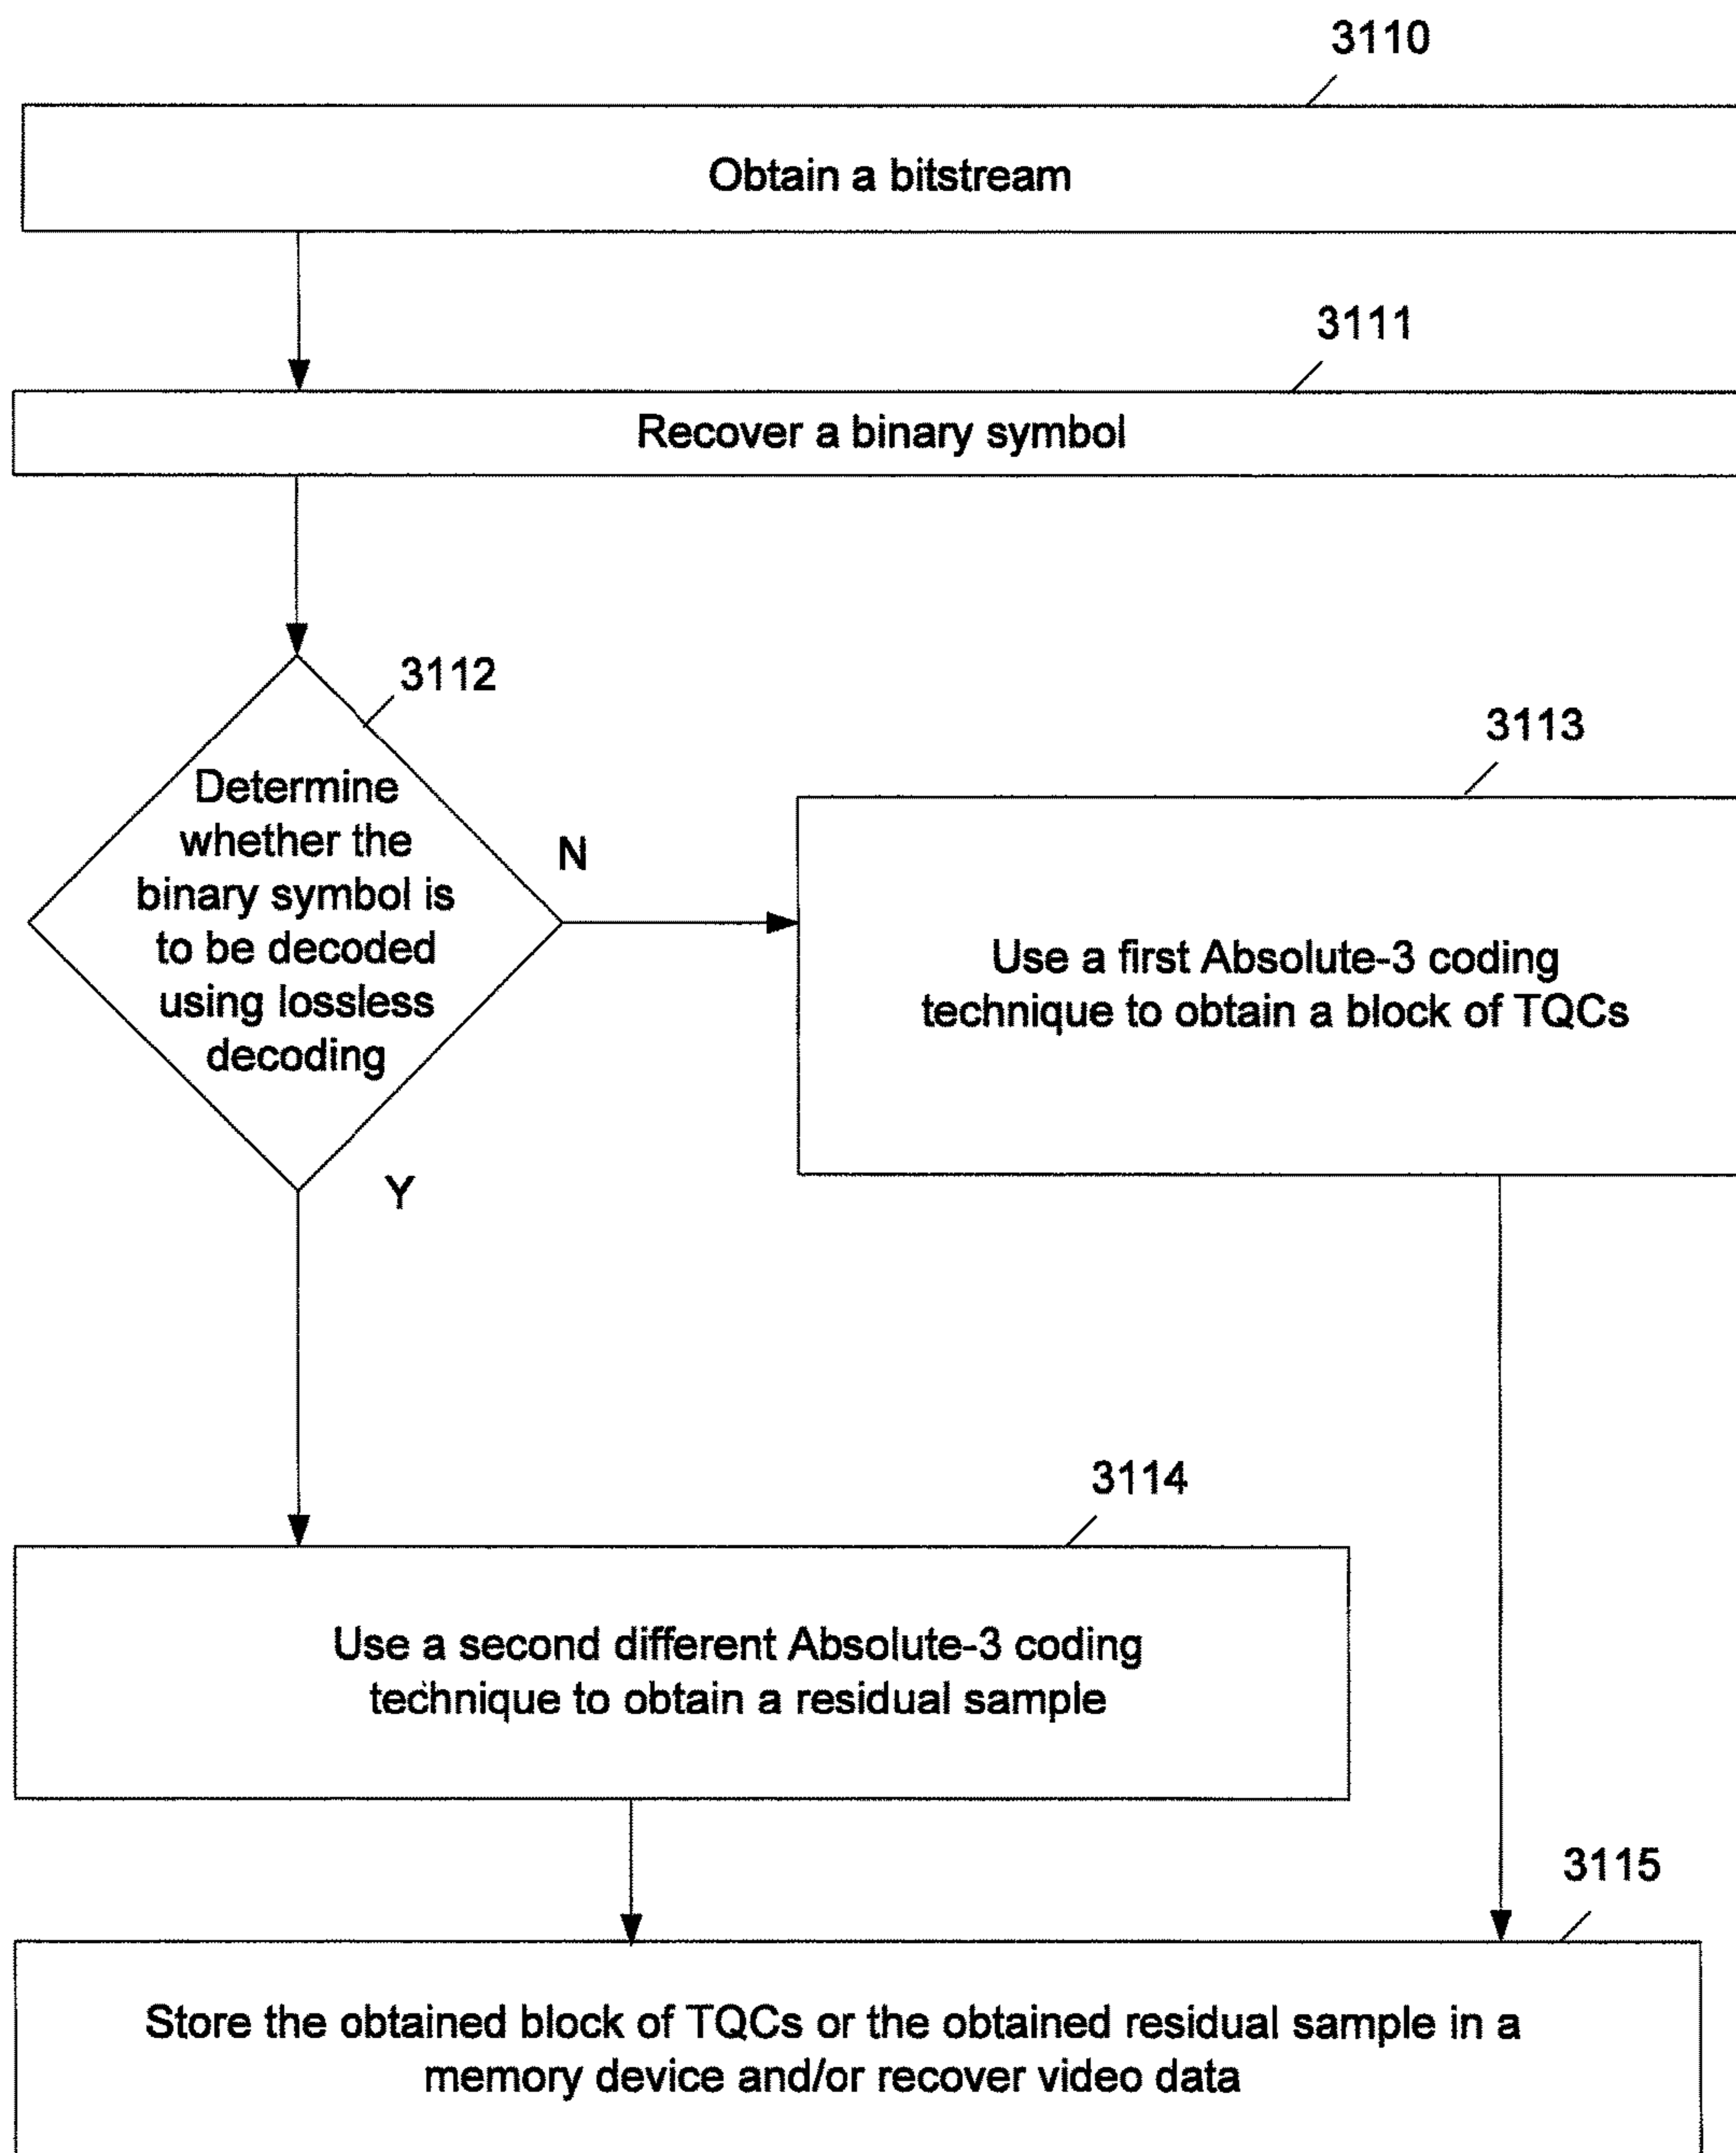 3110
Obtain a bitstream
3111
Recover a binary symbol
3112
Determine
whether the
binary symbol is
to be decoded
using lossless
decoding
N
Y
3113
Use a first Absolute-3 coding
technique to obtain a block of TQCs
3114
Use a second different Absolute-3 coding
technique to obtain a residual sample
3115
Store the obtained block of TQCs or the obtained residual sample in a
memory device and/or recover video data